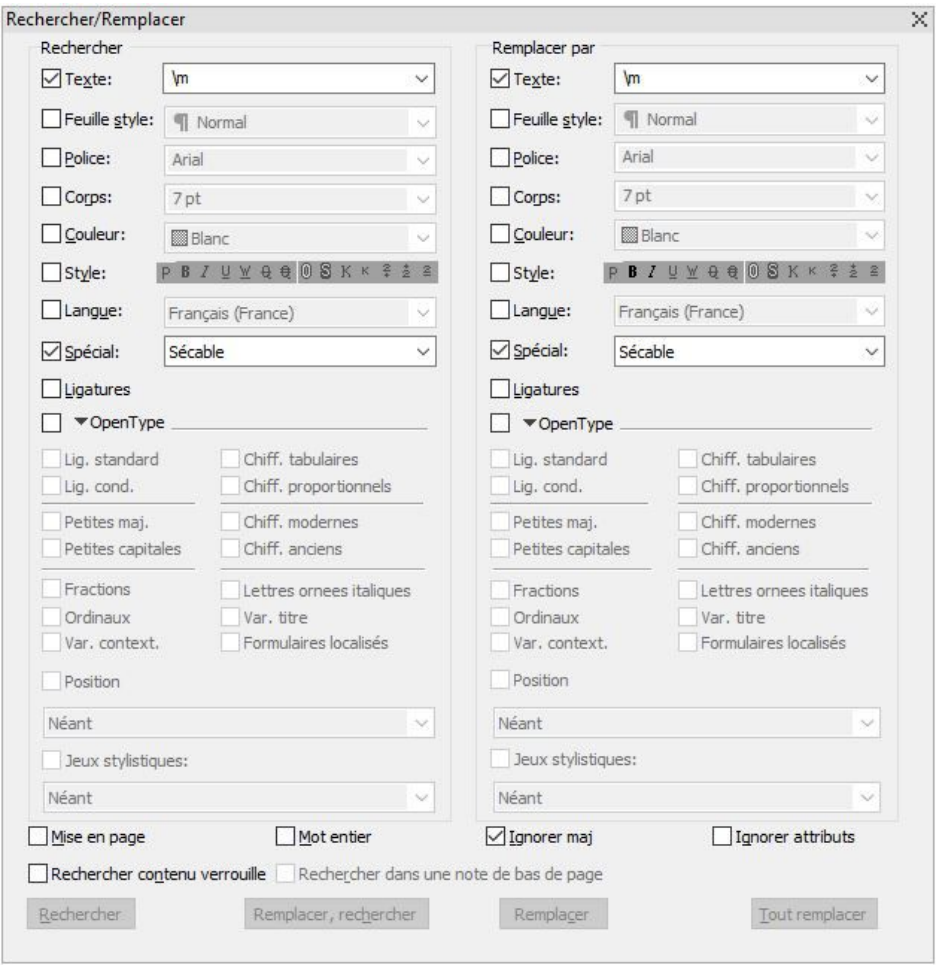 Rechercher/Remplacer
Rechercher
Texte: \m
Feuille style: Normal
Police: Arial
Corps: 7 pt
Couleur: Blanc
Style: P B I U W Q Q O S K K 2 2 2
Langue: Français (France)
Spécial: Sécable
Ligatures
OpenType
Lig. standard Chiff. tabulaires
Lig. cond. Chiff. proportionnels
Petites maj. Chiff. modernes
Petites capitales Chiff. anciens
Fractions Lettres ornees italiques
Ordinaux Var. titre
Var. context. Formulaires localisés
Position
Néant
Jeux stylistiques:
Néant
Remplacer par
Texte: \m
Feuille style: Normal
Police: Arial
Corps: 7 pt
Couleur: Blanc
Style: P B I U W Q Q O S K K 2 2 2
Langue: Français (France)
Spécial: Sécable
Ligatures
OpenType
Lig. standard Chiff. tabulaires
Lig. cond. Chiff. proportionnels
Petites maj. Chiff. modernes
Petites capitales Chiff. anciens
Fractions Lettres ornees italiques
Ordinaux Var. titre
Var. context. Formulaires localisés
Position
Néant
Jeux stylistiques:
Néant
Mise en page Mot entier Ignorer maj Ignorer attributs
Rechercher contenu verrouille Rechercher dans une note de bas de page
Rechercher Remplacer, rechercher Remplacer Tout remplacer